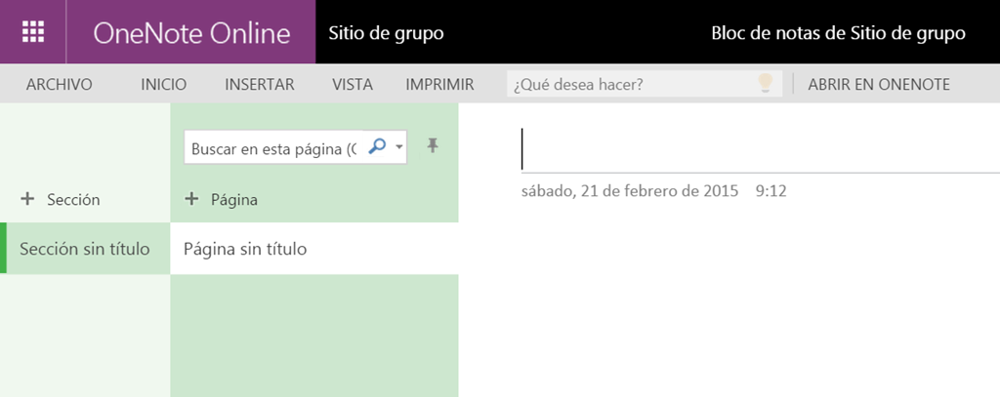 OneNote Online Sitio de grupo Bloc de notas de Sitio de grupo
ARCHIVO INICIO INSERTAR VISTA IMPRIMIR ¿Qué desea hacer? ABRIR EN ONENOTE
Buscar en esta página (
+ Sección + Página
Sección sin título Página sin título
sábado, 21 de febrero de 2015 9:12